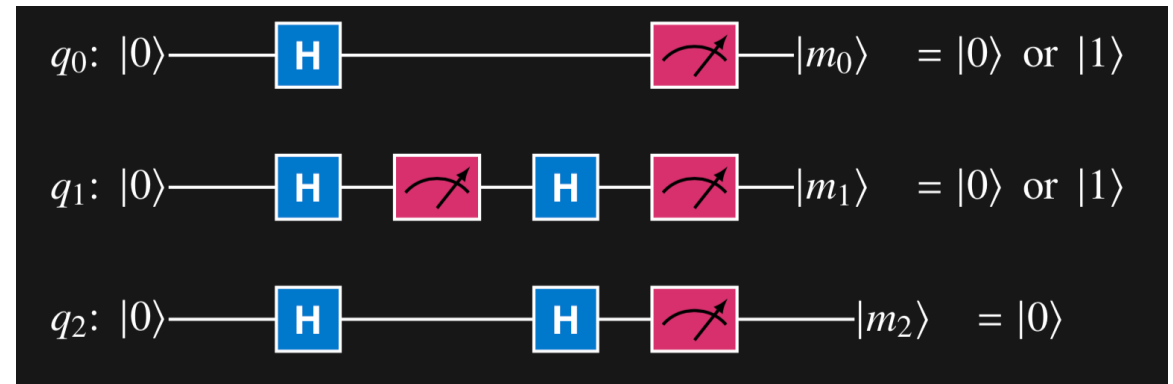 q₀: |0⟩ H |m₀⟩ = |0⟩ or |1⟩
q₁: |0⟩ H H |m₁⟩ = |0⟩ or |1⟩
q₂: |0⟩ H H |m₂⟩ = |0⟩